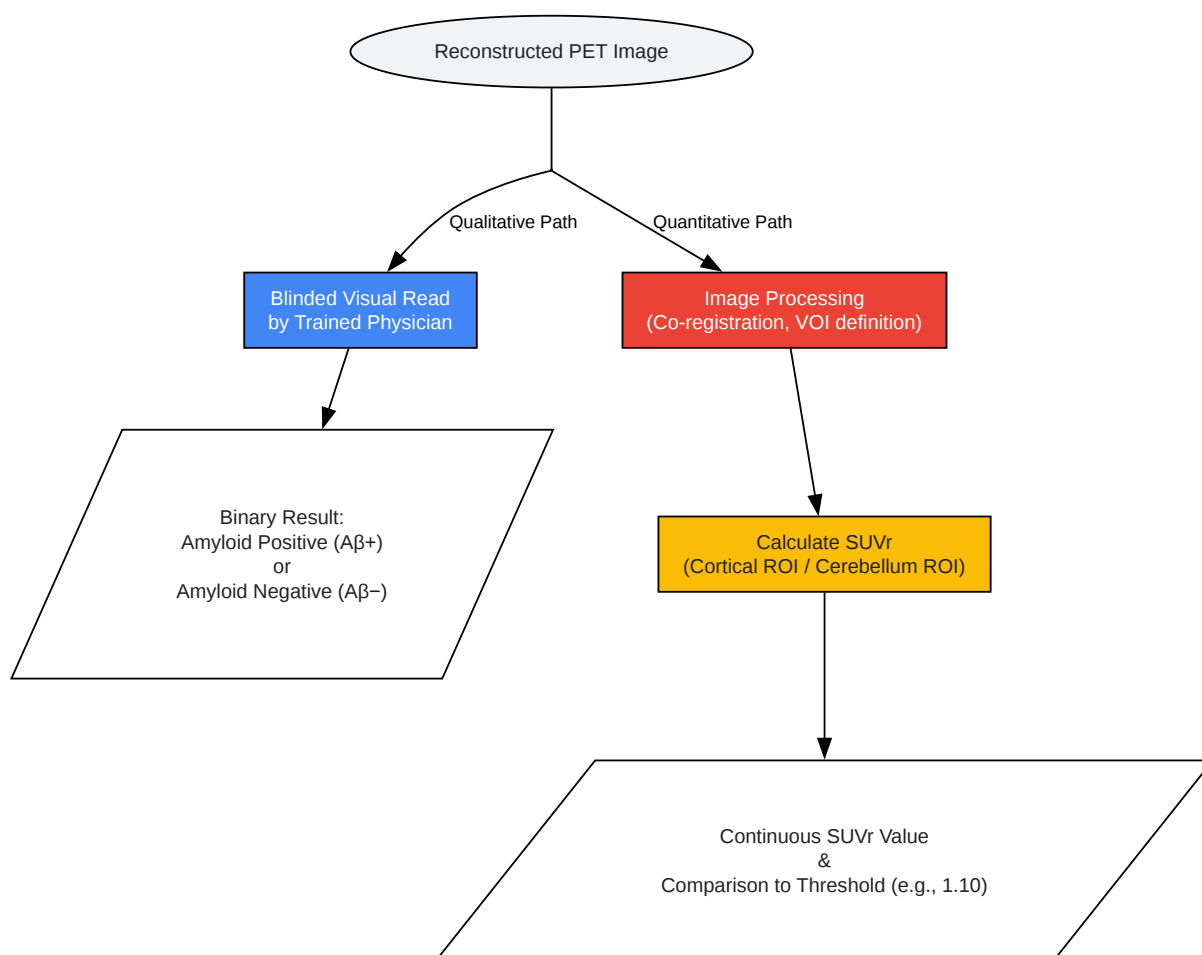 Reconstructed PET Image
Qualitative Path
Quantitative Path
Blinded Visual Read
by Trained Physician
Image Processing
(Co-registration, VOI definition)
Binary Result:
Amyloid Positive (Aβ+)
or
Amyloid Negative (Aβ−)
Calculate SUVr
(Cortical ROI / Cerebellum ROI)
Continuous SUVr Value
&
Comparison to Threshold (e.g., 1.10)